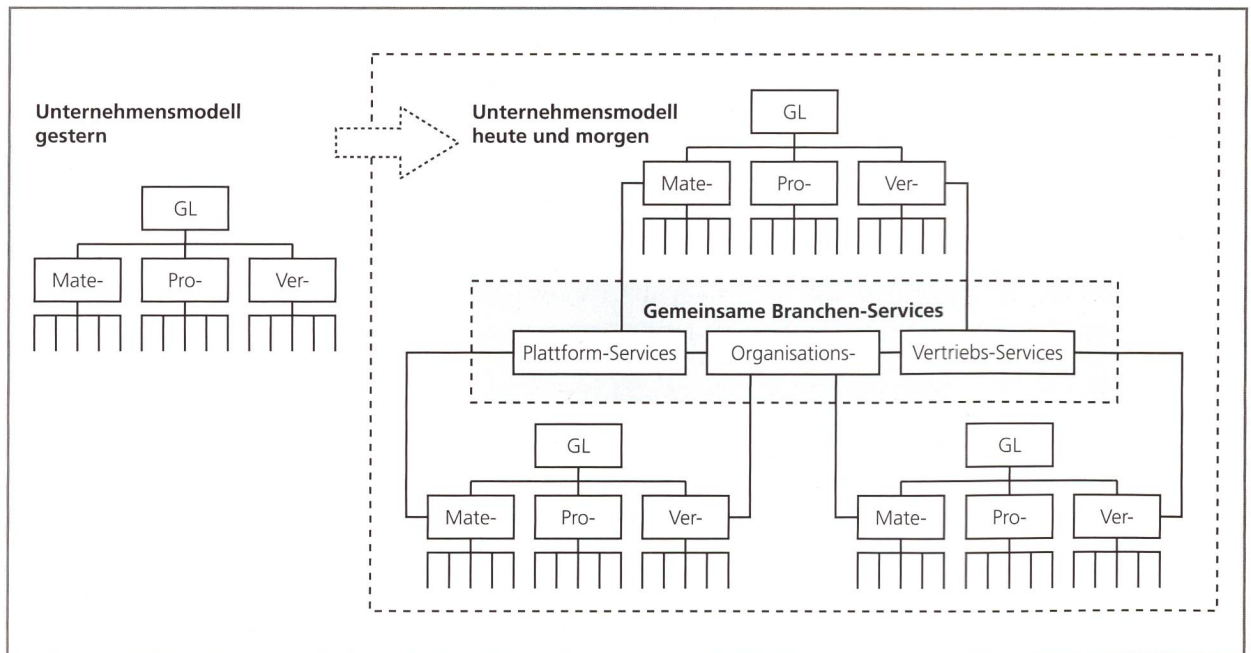 Unternehmensmodell
gestern
GL
Mate-
Pro-
Ver-
Unternehmensmodell
heute und morgen
GL
Mate-
Pro-
Ver-
Gemeinsame Branchen-Services
Plattform-Services
Organisations-
Vertriebs-Services
GL
Mate-
Pro-
Ver-
GL
Mate-
Pro-
Ver-